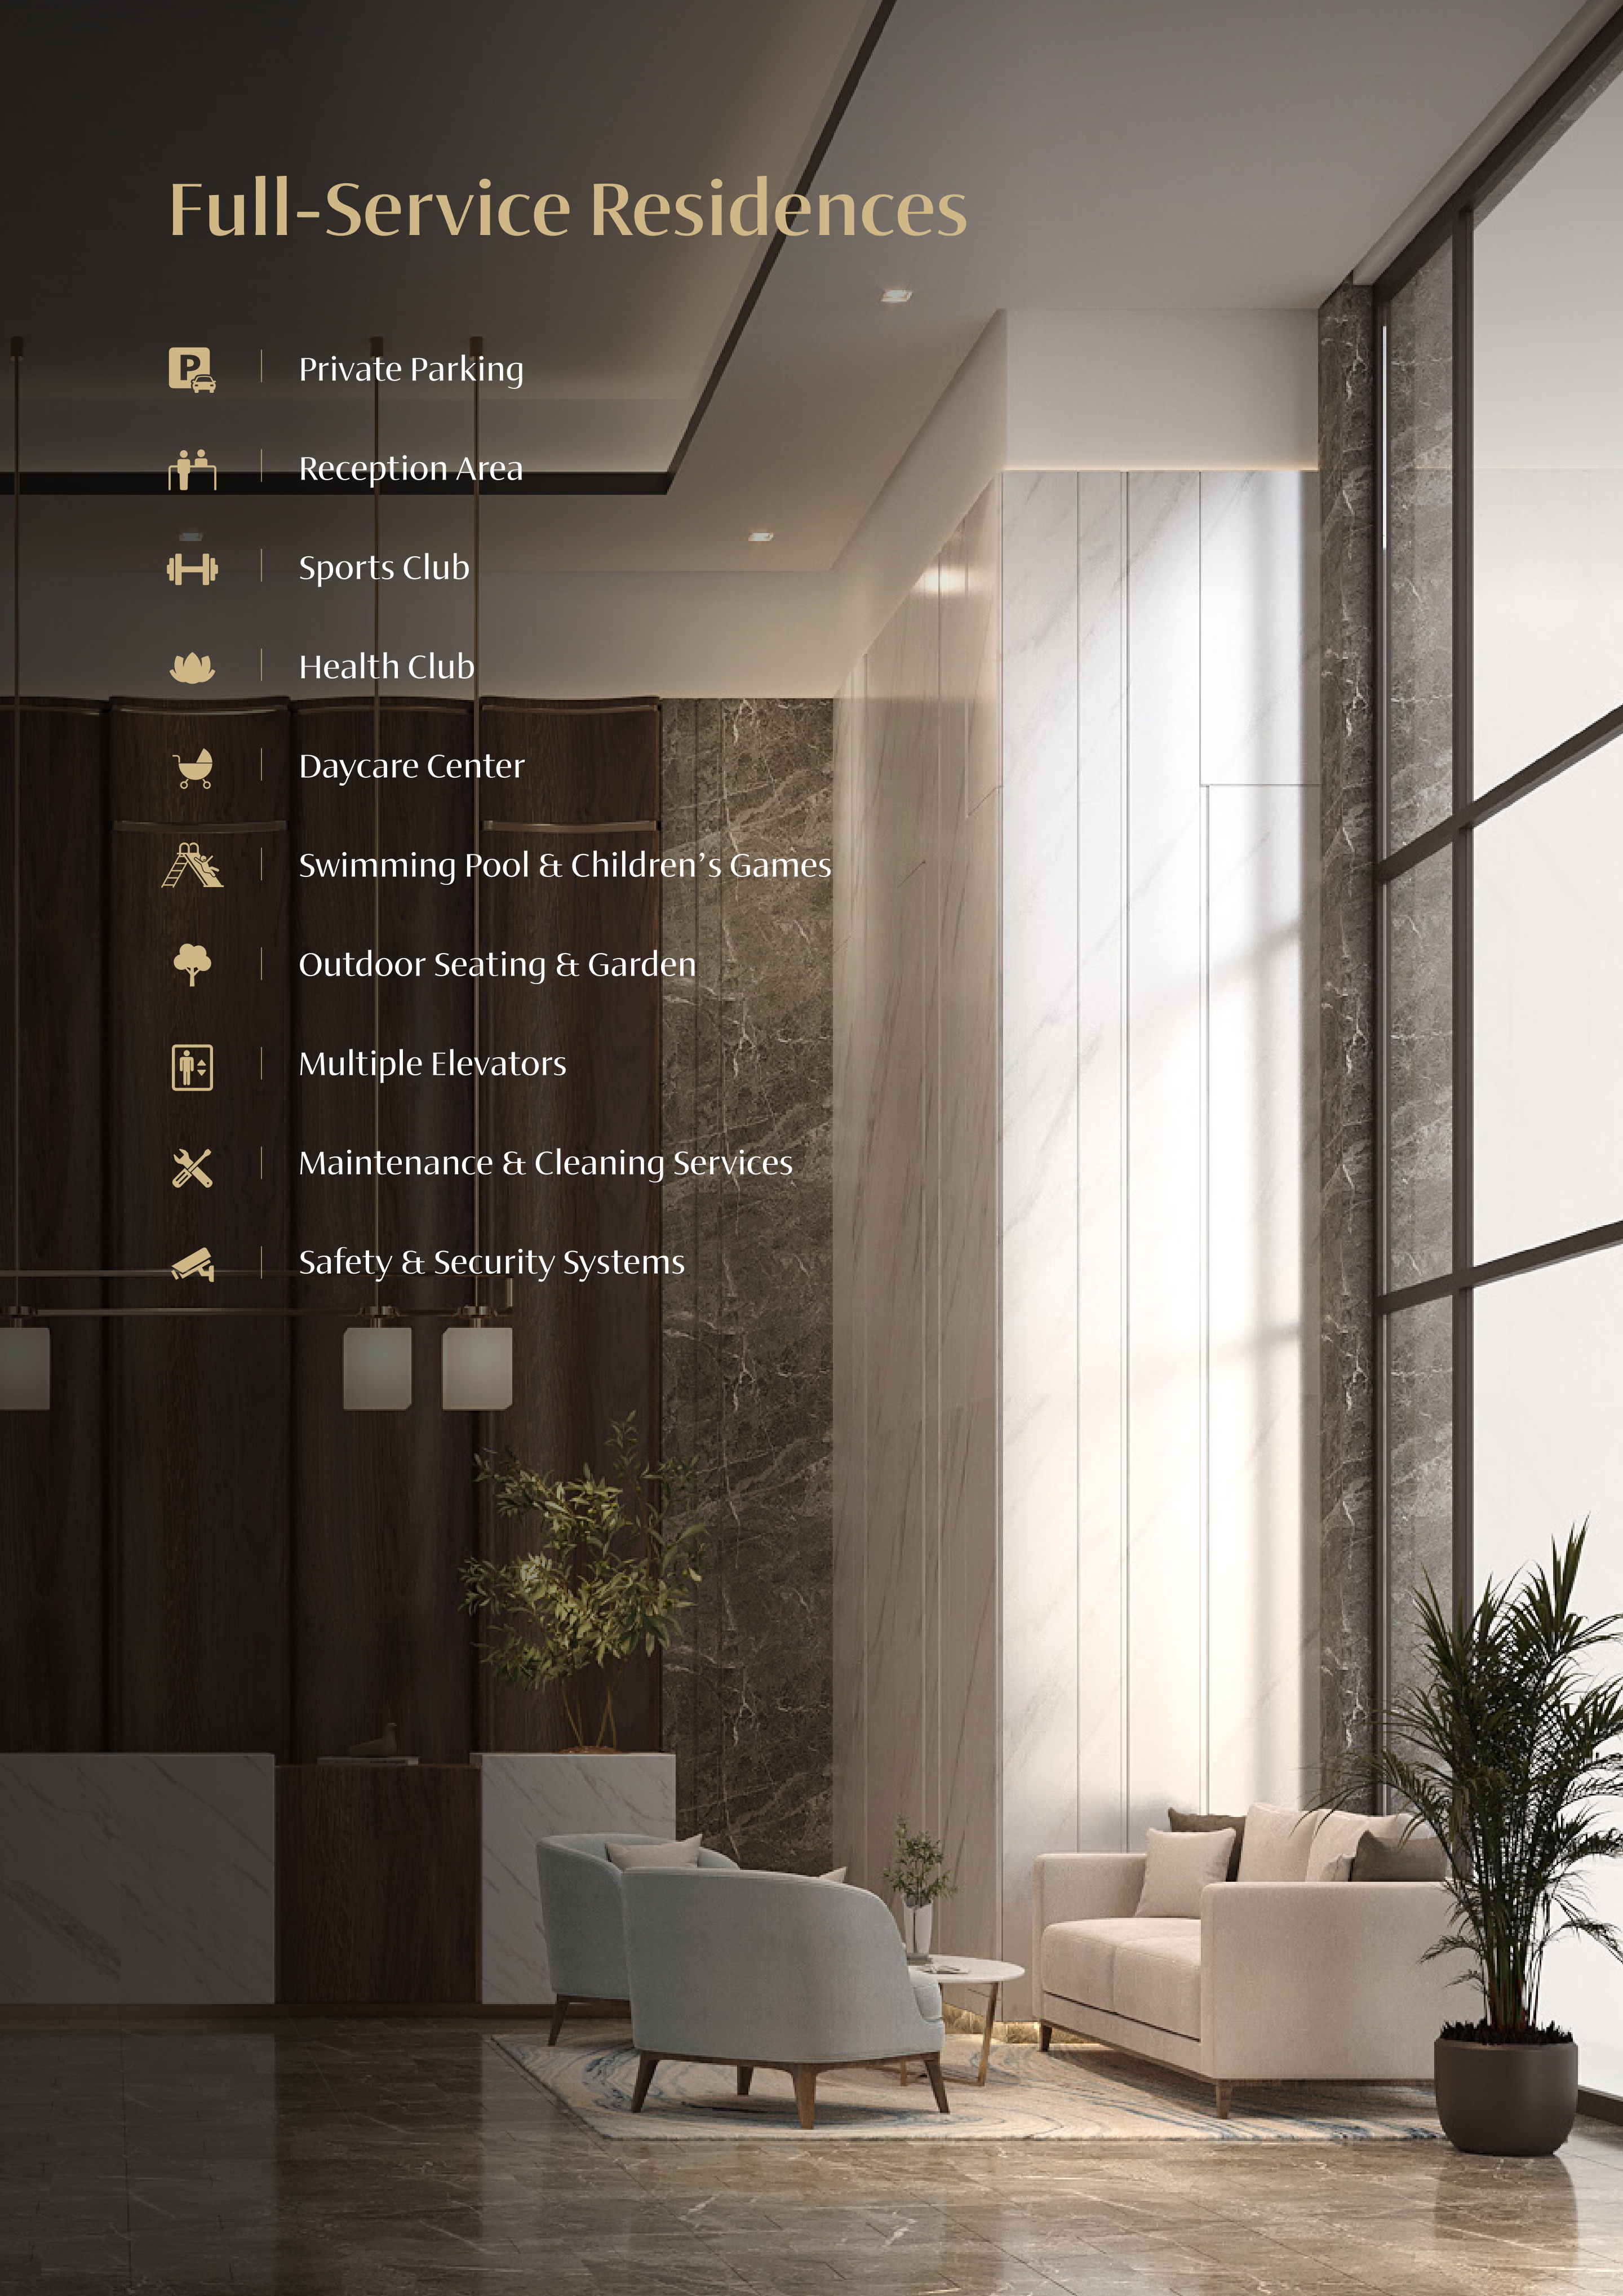 Full-Service Residences
P
Private Parking
Reception Area
Sports Club
Health Club
Daycare Center
Swimming Pool & Children’s Games
Outdoor Seating & Garden
Multiple Elevators
Maintenance & Cleaning Services
Safety & Security Systems